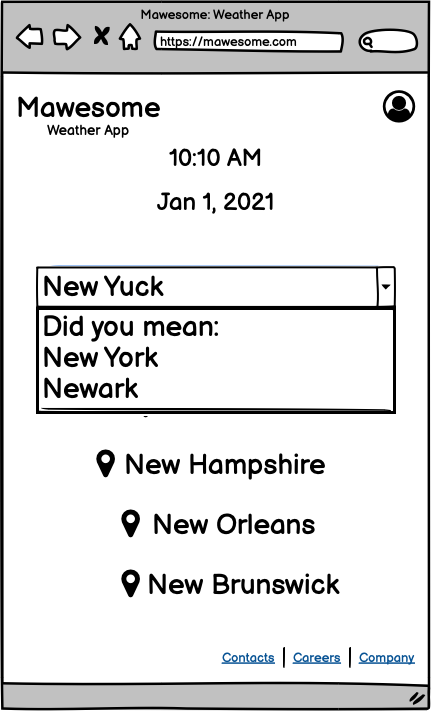 Mawesome: Weather App
https://mawesome.com
Mawesome
Weather App
10:10 AM
Jan 1, 2021
New Yuck
Did you mean:
New York
Newark
New Hampshire
New Orleans
New Brunswick
Contacts Careers Company